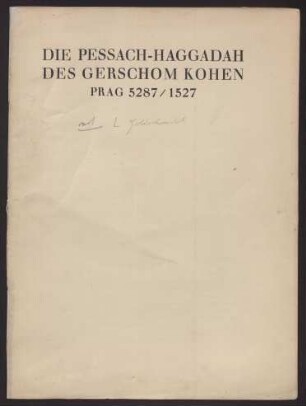 DIE PESSACH-HAGGADAH
DES GERSCHOM KOHEN
PRAG 5287/1527